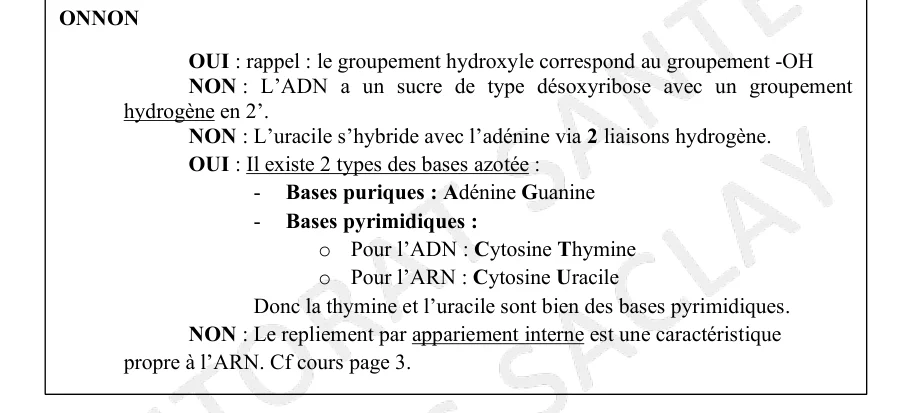 ONNON
OUI : rappel : le groupement hydroxyle correspond au groupement -OH
NON : L’ADN a un sucre de type désoxyribose avec un groupement
hydrogène en 2’.
NON : L’uracile s’hybride avec l’adénine via 2 liaisons hydrogène.
OUI : Il existe 2 types des bases azotée :
- Bases puriques : Adénine Guanine
- Bases pyrimidiques :
o Pour l’ADN : Cytosine Thymine
o Pour l’ARN : Cytosine Uracile
Donc la thymine et l’uracile sont bien des bases pyrimidiques.
NON : Le repliement par appariement interne est une caractéristique
propre à l’ARN. Cf cours page 3.
SANTE
SACLAY